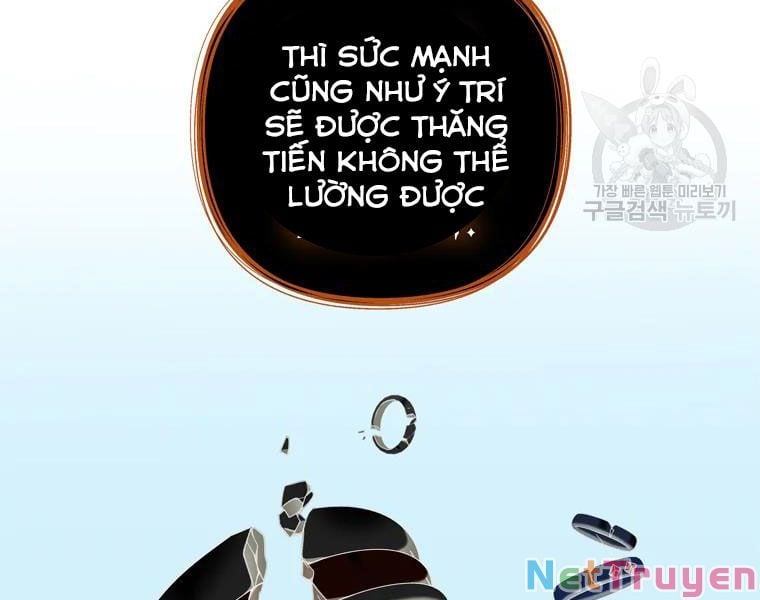 THÌ SỨC MẠNH
CŨNG NHƯ Ý TRÍ
SẼ ĐƯỢC THĂNG
TIẾN KHÔNG THỂ
LƯỜNG ĐƯỢC
가장 빠른 웹툰 미리보기
구글검색 뉴토끼
NetTruyen